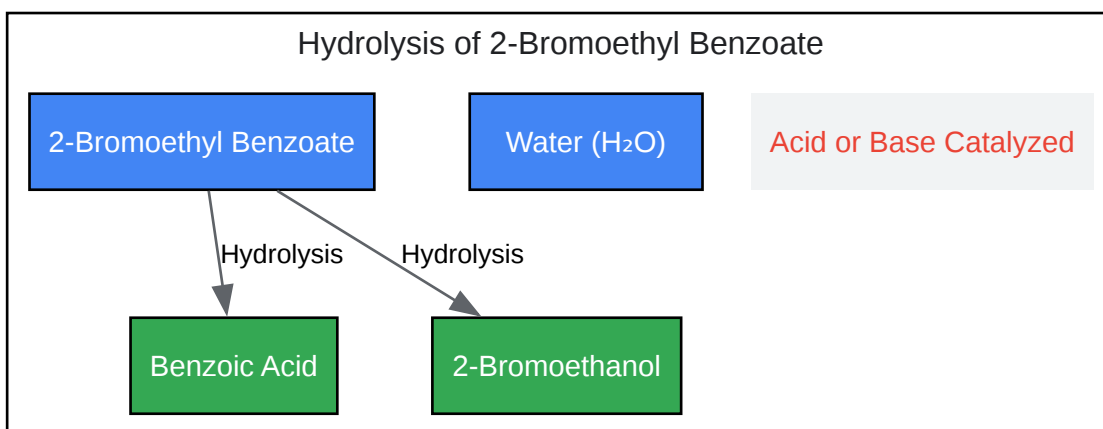 Hydrolysis of 2-Bromoethyl Benzoate
2-Bromoethyl Benzoate
Water (H₂O)
Acid or Base Catalyzed
Hydrolysis
Hydrolysis
Benzoic Acid
2-Bromoethanol